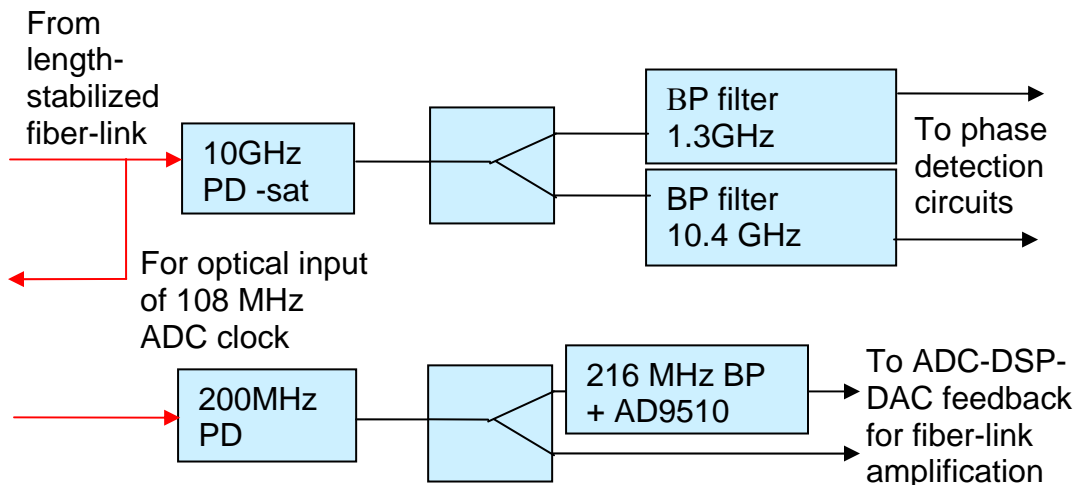 From
length-
stabilized
fiber-link
10GHz
PD -sat
BP filter
1.3GHz
BP filter
10.4 GHz
To phase
detection
circuits
For optical input
of 108 MHz
ADC clock
200MHz
PD
216 MHz BP
+ AD9510
To ADC-DSP-
DAC feedback
for fiber-link
amplification